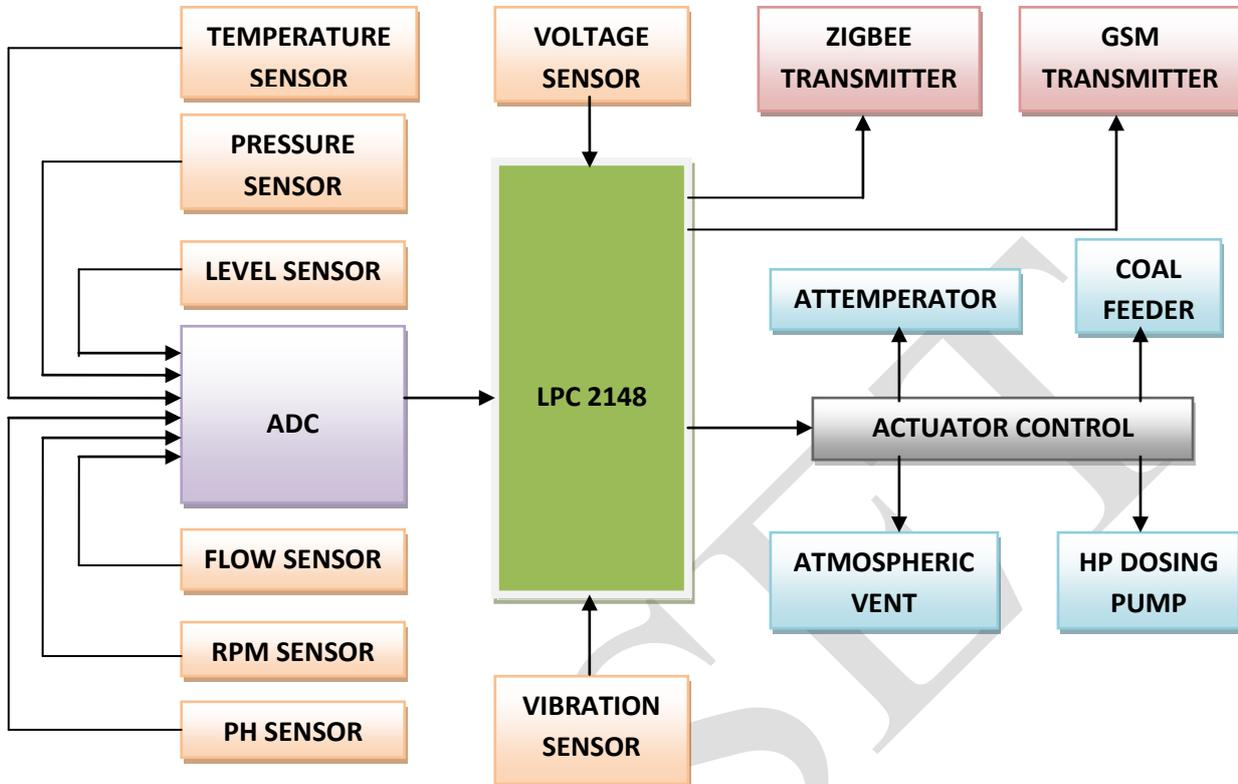 TEMPERATURE
SENSOR
VOLTAGE
SENSOR
ZIGBEE
TRANSMITTER
GSM
TRANSMITTER
PRESSURE
SENSOR
LEVEL SENSOR
ATTEMPERATOR
COAL
FEEDER
ADC
LPC 2148
ACTUATOR CONTROL
FLOW SENSOR
ATMOSPHERIC
VENT
HP DOSING
PUMP
RPM SENSOR
PH SENSOR
VIBRATION
SENSOR